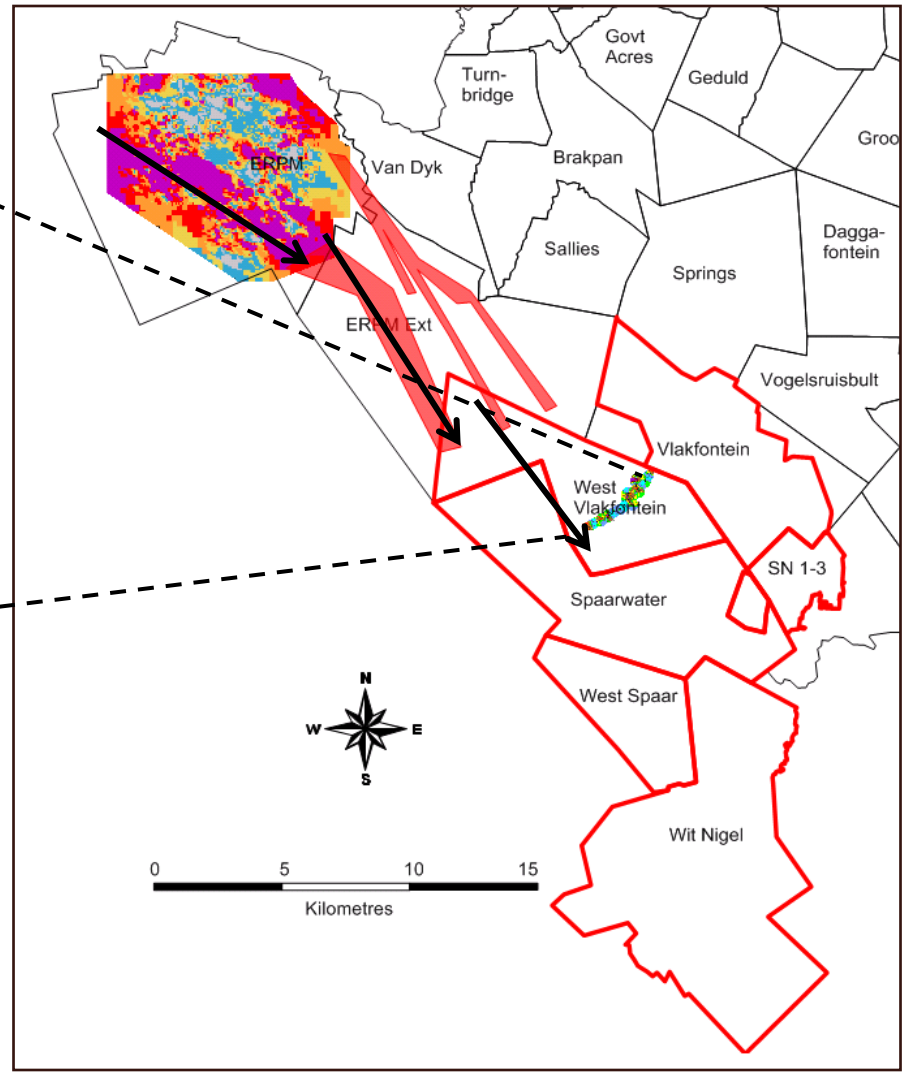 Govt
Acres
Turn-
bridge
Geduld
Groo
ERPM
Van Dyk
Brakpan
Sallies
Dagga-
fontein
Springs
ERPM Ext
Vogelsruisbult
Vlakfontein
West
Vlakfontein
SN 1-3
Spaarwater
West Spaar
N
W
E
S
Wit Nigel
0 5 10 15
Kilometres